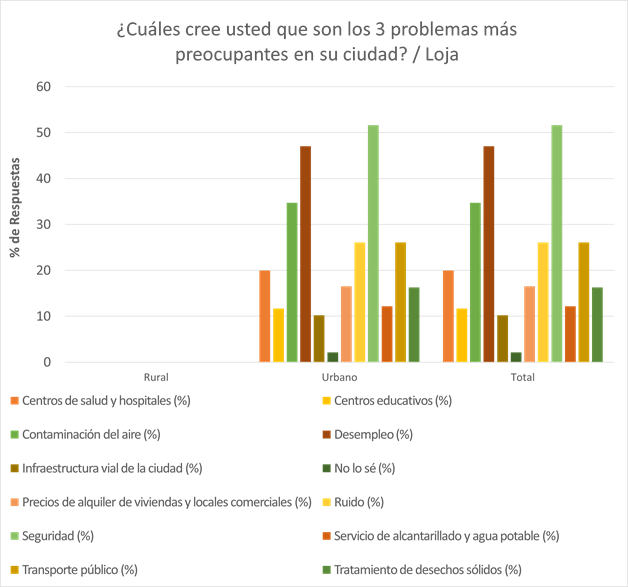 ¿Cuáles cree usted que son los 3 problemas más
preocupantes en su ciudad? / Loja
% de Respuestas
60
50
40
30
20
10
0
Rural
Urbano
Total
Centros de salud y hospitales (%)
Centros educativos (%)
Contaminación del aire (%)
Desempleo (%)
Infraestructura vial de la ciudad (%)
No lo sé (%)
Precios de alquiler de viviendas y locales comerciales (%)
Ruido (%)
Seguridad (%)
Servicio de alcantarillado y agua potable (%)
Transporte público (%)
Tratamiento de desechos sólidos (%)